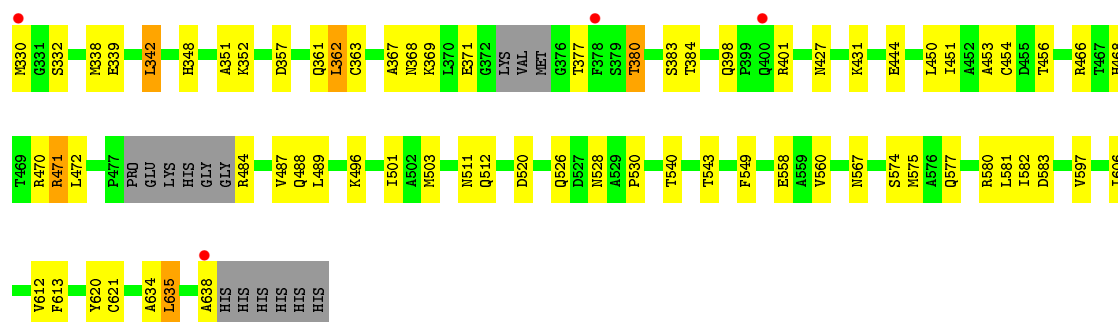 M330 G331 S332 M338 E339 L342 H348 A351 K352 D357 Q361 L362 C363 A367 N368 K369 L370 E371 G372 LYS VAL MET G376 T377 F378 S379 T380 S383 T384 Q398 P399 Q400 R401 N427 K431 E444 L450 I451 A452 A453 C454 D455 T456 R466 T467 H468
T469 R470 R471 L472 P477 PRO GLU LYS HIS GLY GLY R484 V487 Q488 L489 K496 I501 A502 M503 N511 Q512 D520 Q526 D527 N528 A529 P530 T540 T543 F549 E558 A559 V560 N567 S574 M575 A576 Q577 R580 L581 I582 D583 V597 I606
V612 F613 Y620 C621 A634 L635 A638 HIS HIS HIS HIS HIS HIS